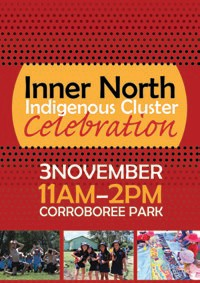 Inner North
Indigenous Cluster
Celebration
3NOVEMBER
11AM–2PM
CORROBOREE PARK